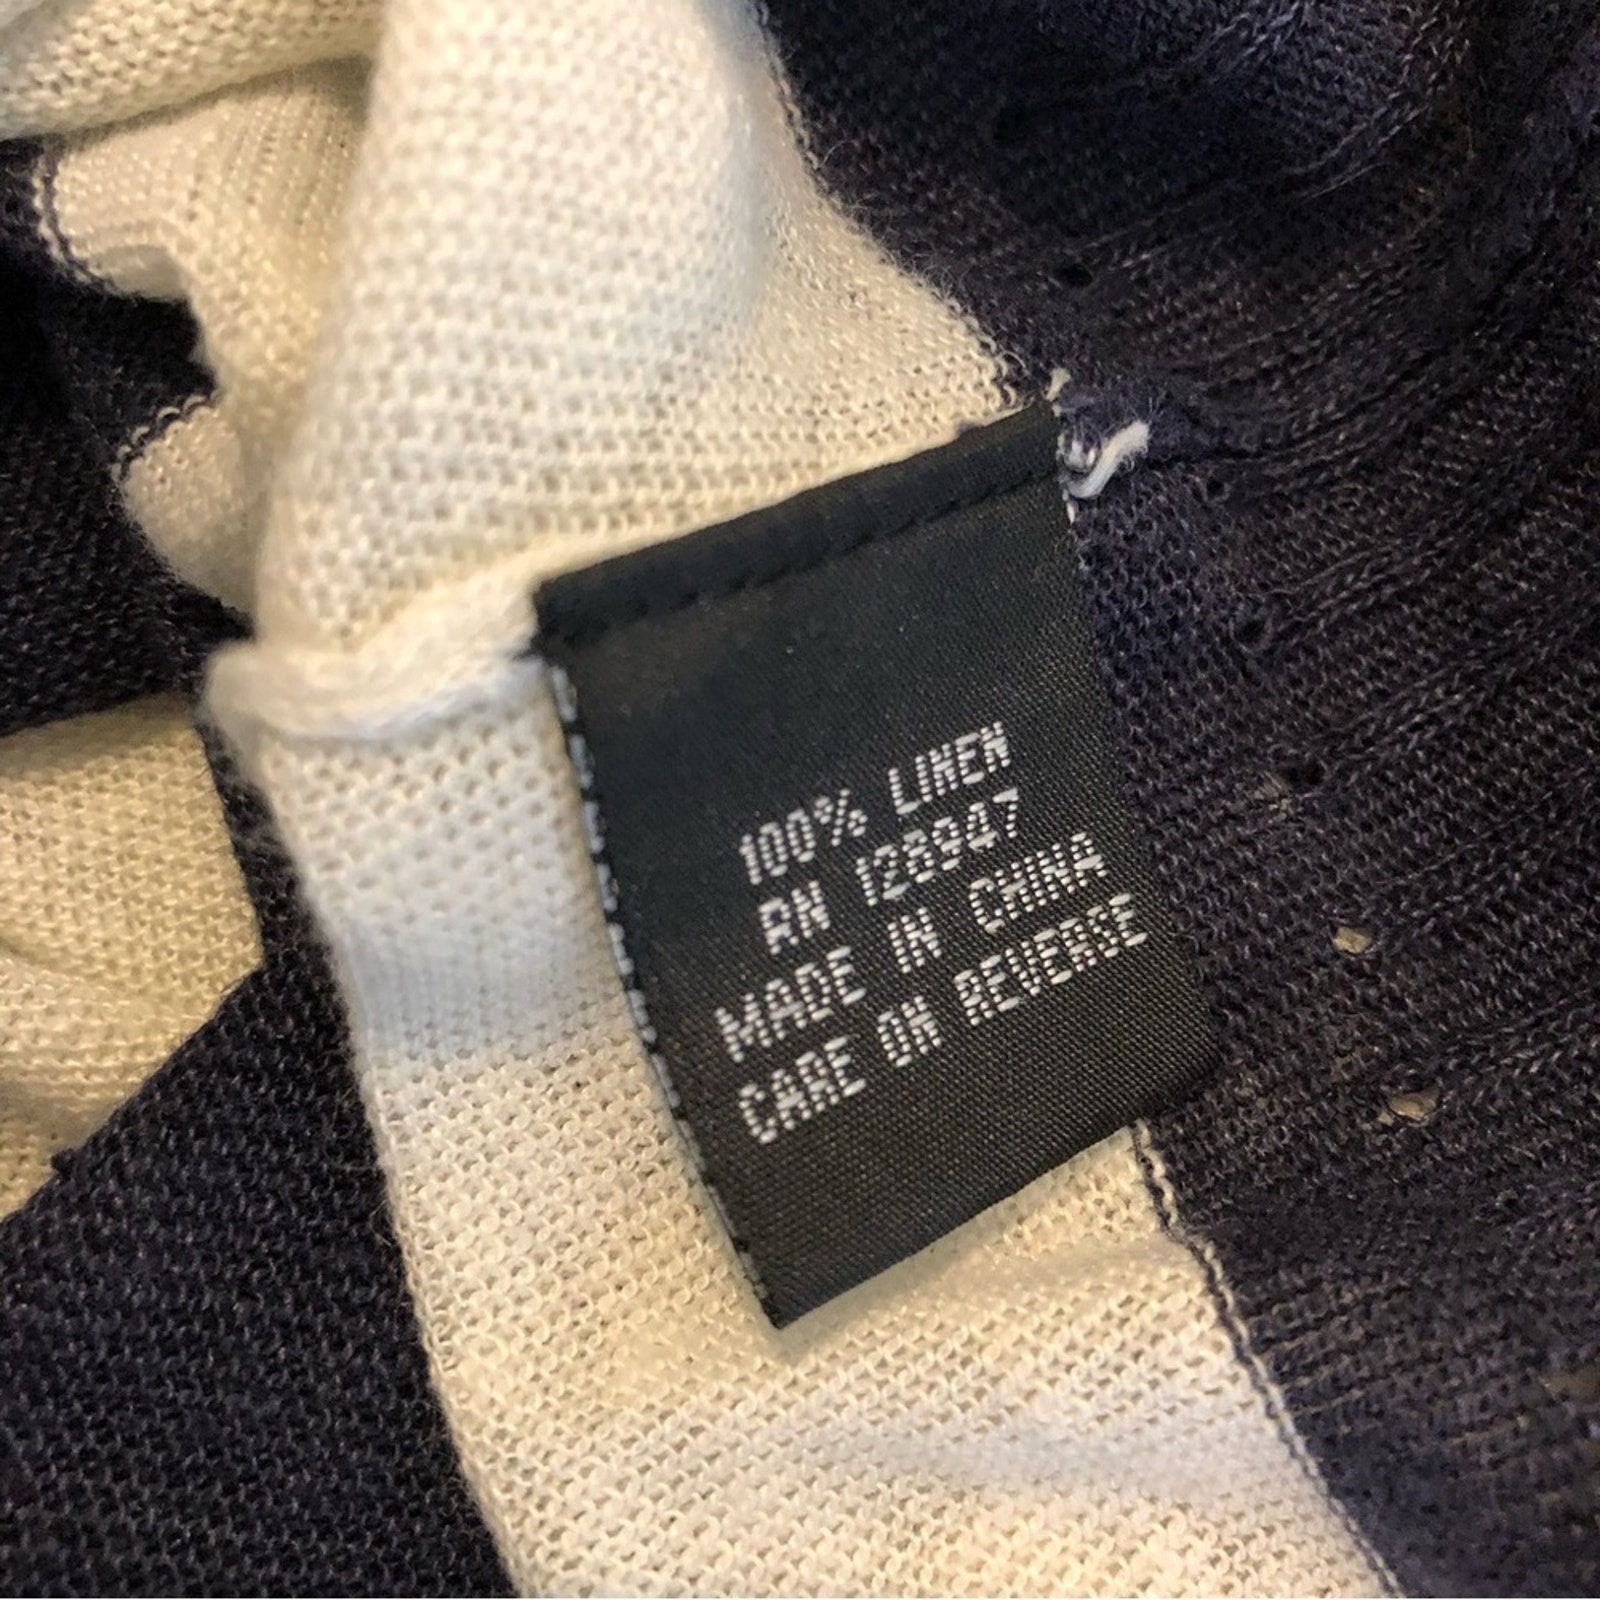 100% LINEN
RN 128947
MADE IN CHINA
CARE ON REVERSE